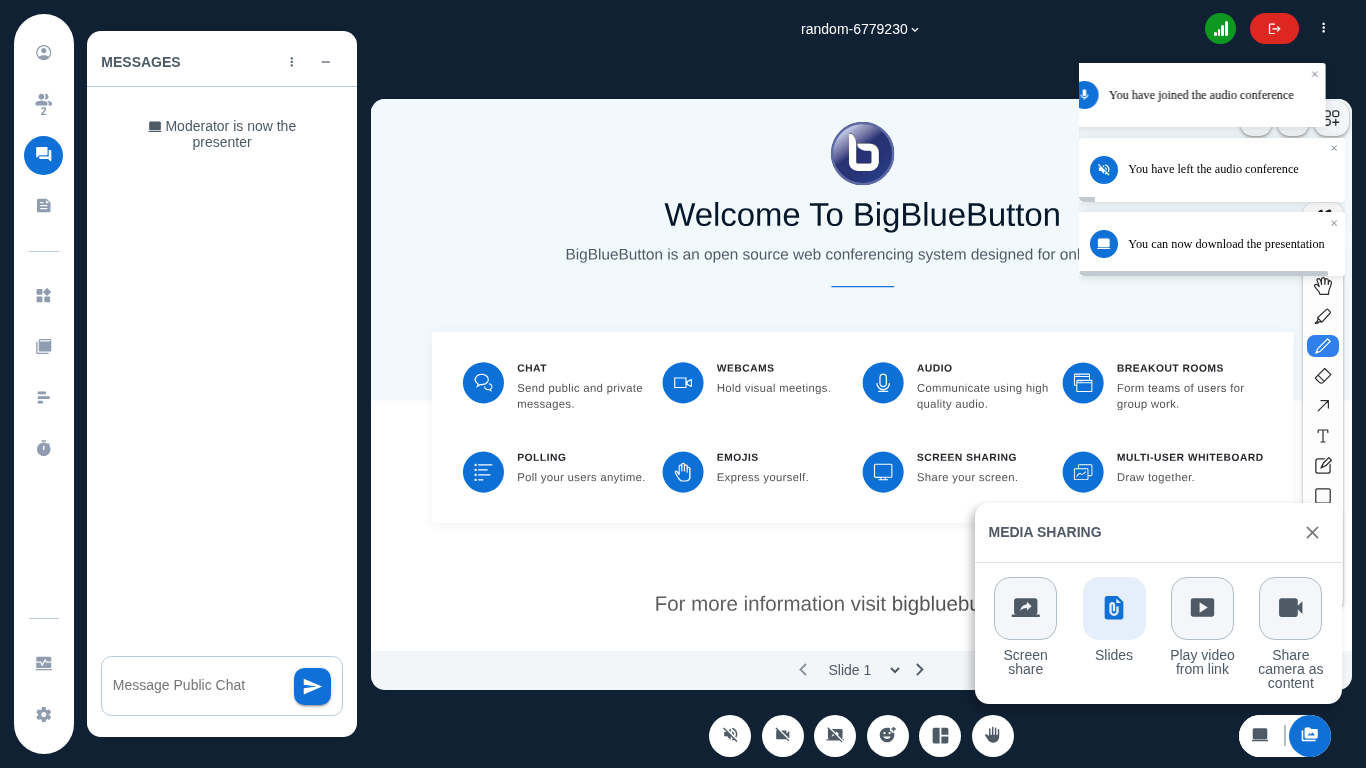 random-6779230
2
MESSAGES
Moderator is now the
presenter
Message Public Chat
You have joined the audio conference
You have left the audio conference
You can now download the presentation
Welcome To BigBlueButton
BigBlueButton is an open source web conferencing system designed for
CHAT
Send public and private
messages.
WEBCAMS
Hold visual meetings.
AUDIO
Communicate using high
quality audio.
BREAKOUT ROOMS
Form teams of users for
group work.
POLLING
Poll your users anytime.
EMOJIS
Express yourself.
SCREEN SHARING
Share your screen.
MULTI-USER WHITEBOARD
Draw together.
For more information visit
Slide 1
MEDIA SHARING
Screen
share
Slides
Play video
from link
Share
camera as
content